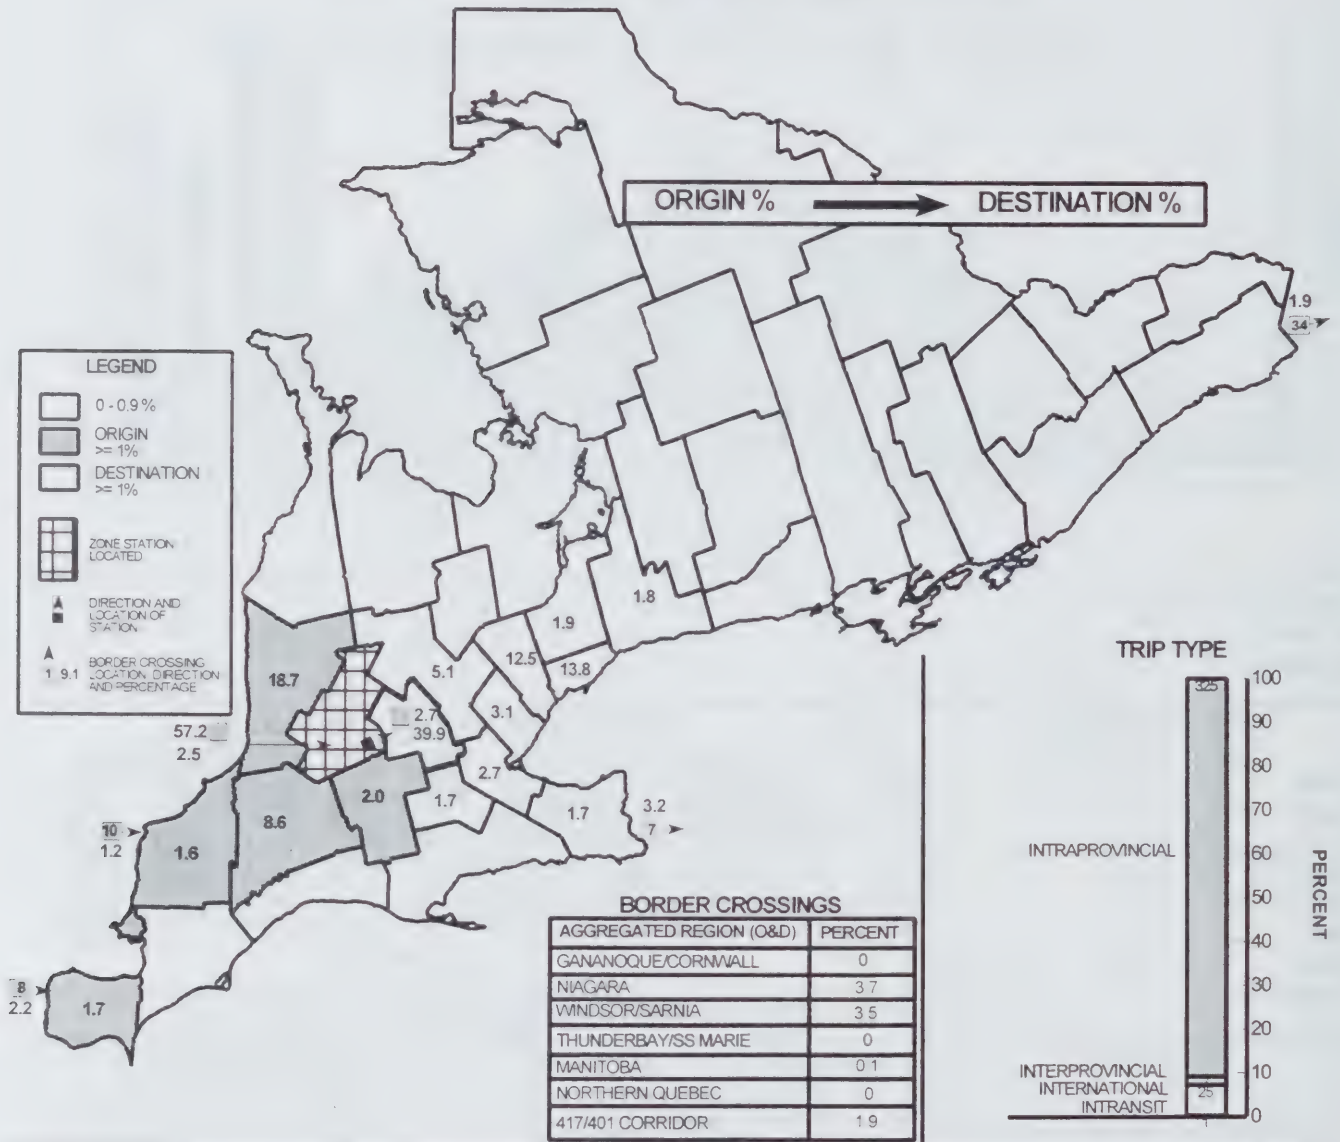 ORIGIN % DESTINATION %
1.9
34
LEGEND
0 - 0.9 %
ORIGIN
>= 1%
DESTINATION
>= 1%
ZONE STATION
LOCATED
DIRECTION AND
LOCATION OF
STATION
BORDER CROSSING
1 9.1 LOCATION, DIRECTION
AND PERCENTAGE
1.8
1.9
12.5
13.8
5.1
18.7
3.1
2.7
39.9
57.2
2.5
2.7
2.0
1.7
1.7
3.2
7
8.6
1.6
10
1.2
8
2.2
1.7
TRIP TYPE
325
100
90
80
70
INTRAPROVINCIAL
60
50
40
30
20
INTERPROVINCIAL
10
INTERNATIONAL
25
INTRANSIT
0
1
PERCENT
BORDER CROSSINGS
AGGREGATED REGION (O&D) PERCENT
GANANOQUE/CORNWALL 0
NIAGARA 3.7
WINDSOR/SARNIA 3.5
THUNDERBAY/SS MARIE 0
MANITOBA 0.1
NORTHERN QUEBEC 0
417/401 CORRIDOR 1.9